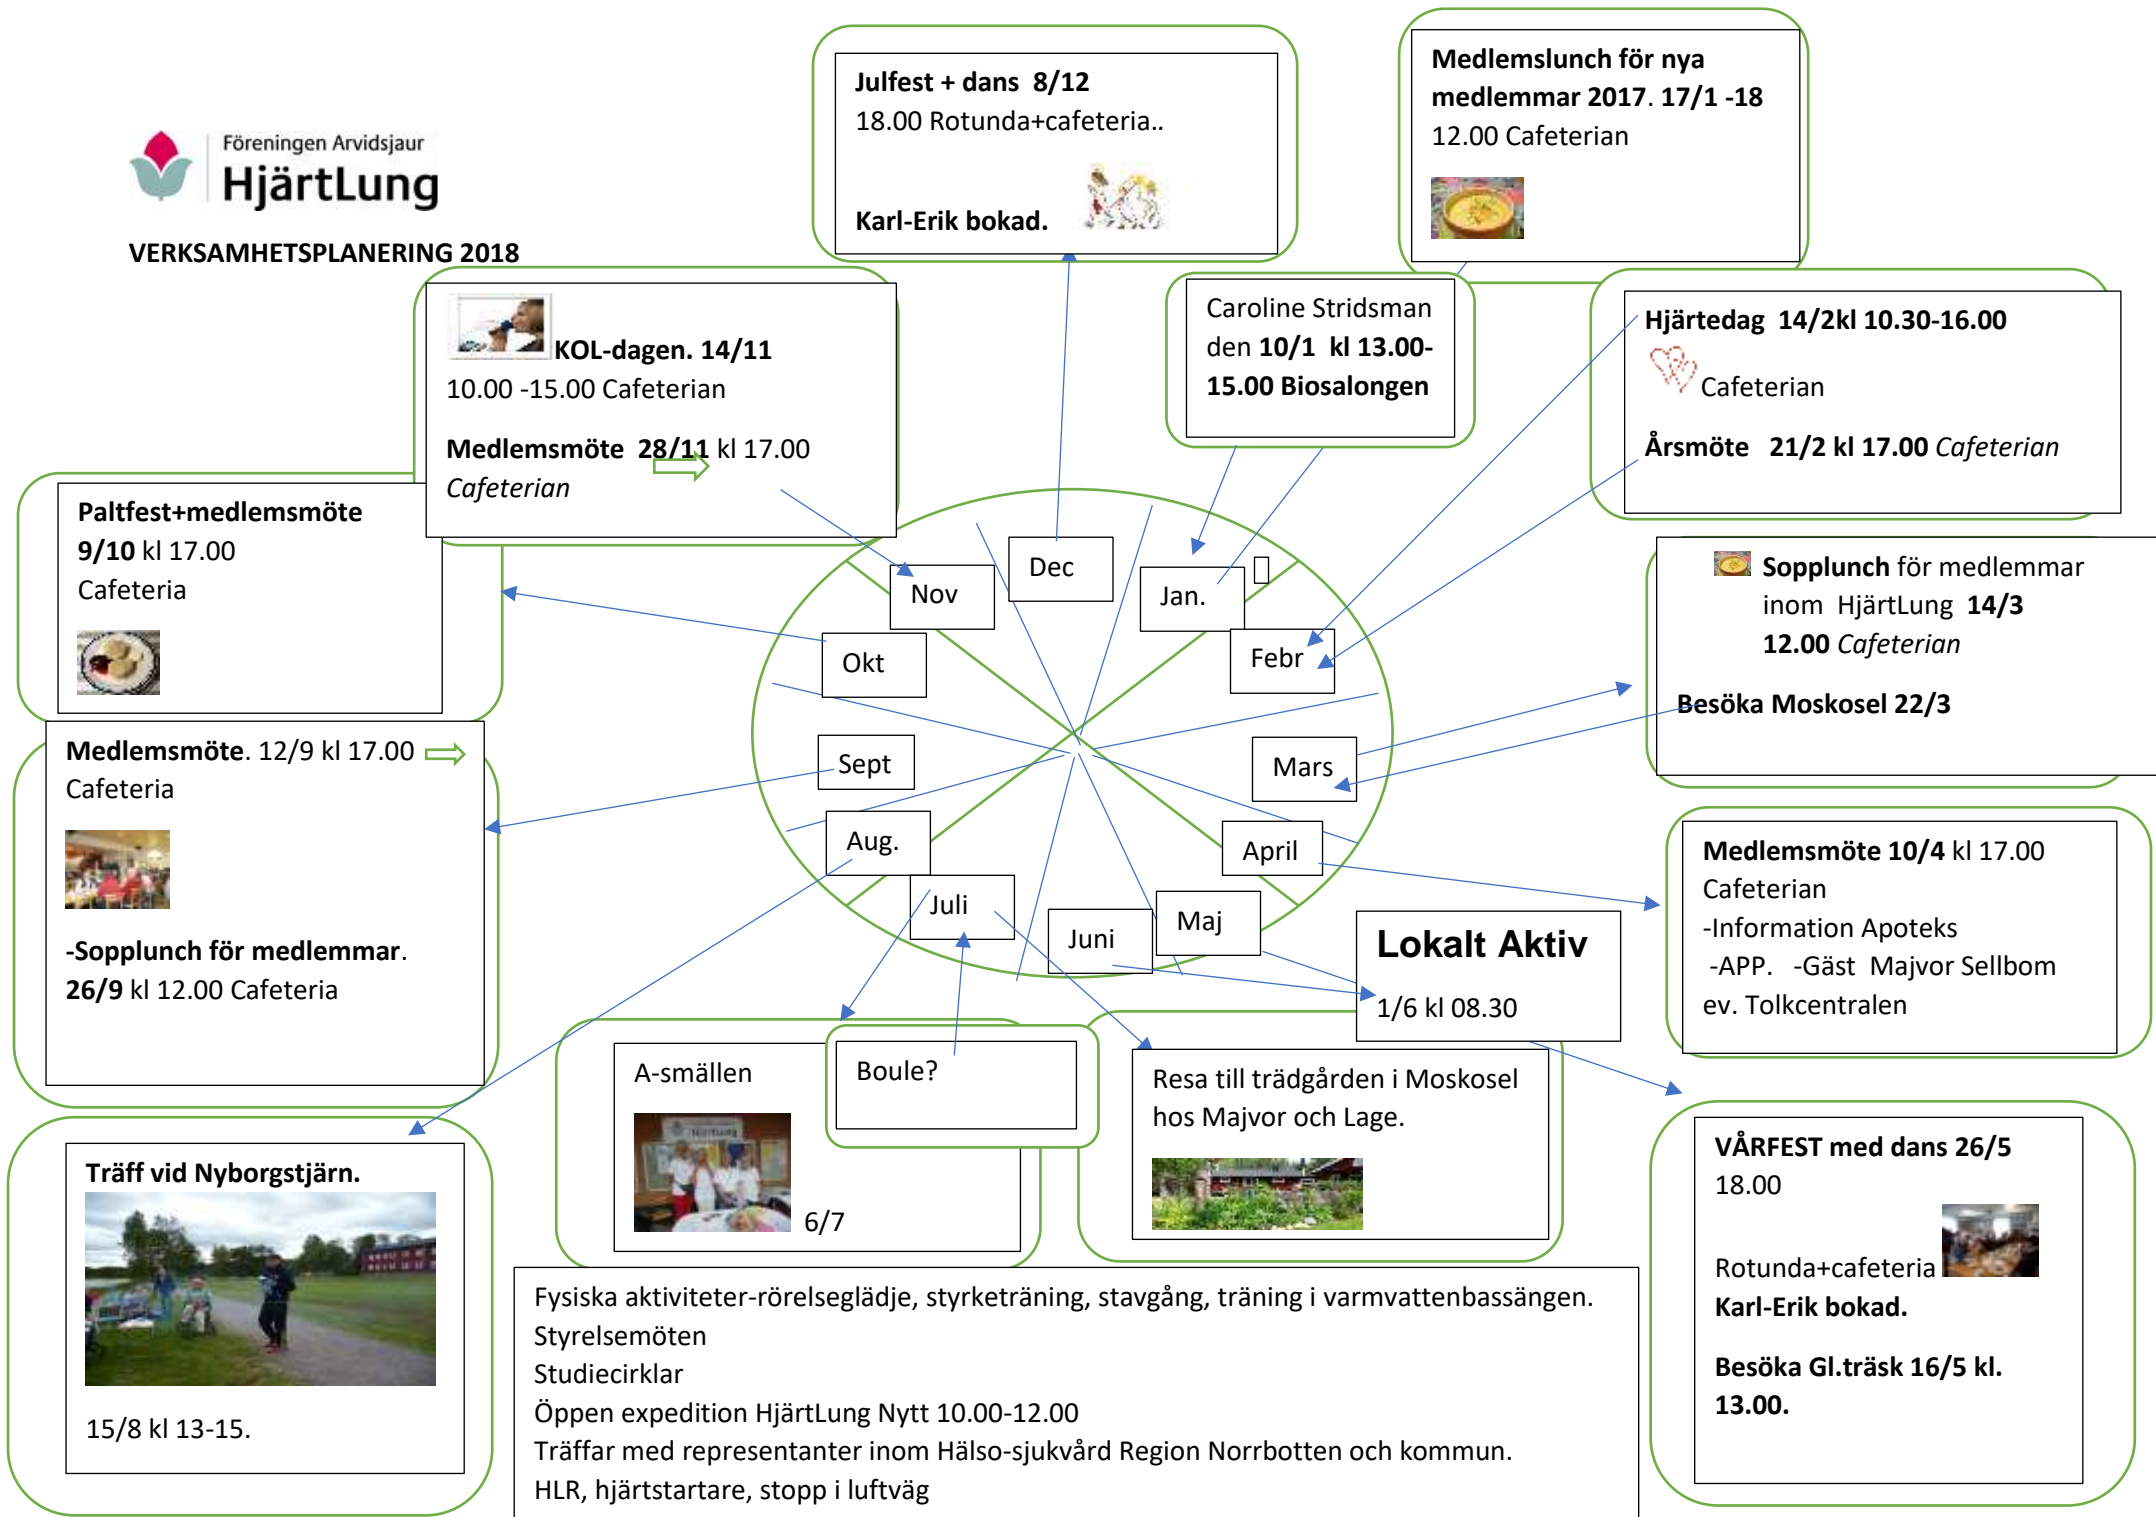 Föreningen Arvidsjaur
HjärtLung
VERKSAMHETSPLANERING 2018
Julfest + dans  8/12
18.00 Rotunda+cafeteria..
Karl-Erik bokad.
Medlemslunch för nya
medlemmar 2017. 17/1 -18
12.00 Cafeterian
Caroline Stridsman
den 10/1  kl 13.00-
15.00 Biosalongen
Hjärtedag  14/2kl 10.30-16.00
Cafeterian
Årsmöte   21/2 kl 17.00 Cafeterian
KOL-dagen. 14/11
10.00 -15.00 Cafeterian
Medlemsmöte  28/11 kl 17.00
Cafeterian
Paltfest+medlemsmöte
9/10 kl 17.00
Cafeteria
Sopplunch för medlemmar
inom  HjärtLung  14/3
12.00 Cafeterian
Besöka Moskosel 22/3
Dec
Nov
Jan.
Okt
Febr
Sept
Mars
Aug.
April
Juli
Juni
Maj
Medlemsmöte. 12/9 kl 17.00
Cafeteria
-Sopplunch för medlemmar.
26/9 kl 12.00 Cafeteria
Medlemsmöte 10/4 kl 17.00
Cafeterian
-Information Apoteks
-APP.   -Gäst  Majvor Sellbom
ev. Tolkcentralen
Lokalt Aktiv
1/6 kl 08.30
A-smällen
HjärtLung
6/7
Boule?
Resa till trädgården i Moskosel
hos Majvor och Lage.
Träff vid Nyborgstjärn.
15/8 kl 13-15.
VÅRFEST med dans 26/5
18.00
Rotunda+cafeteria
Karl-Erik bokad.
Besöka Gl.träsk 16/5 kl.
13.00.
Fysiska aktiviteter-rörelseglädje, styrketräning, stavgång, träning i varmvattenbassängen.
Styrelsemöten
Studiecirklar
Öppen expedition HjärtLung Nytt 10.00-12.00
Träffar med representanter inom Hälso-sjukvård Region Norrbotten och kommun.
HLR, hjärtstartare, stopp i luftväg